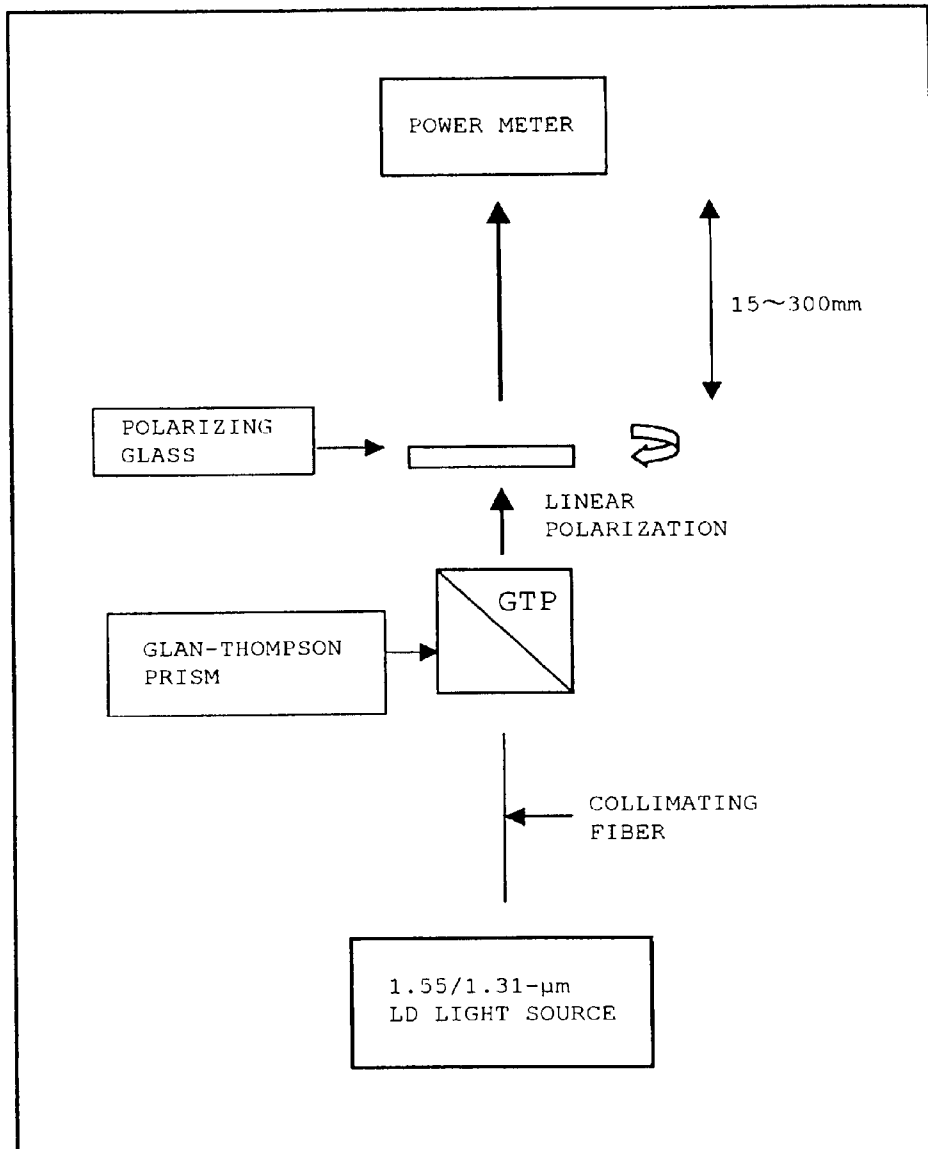 POWER METER
15～300mm
POLARIZING
GLASS
LINEAR
POLARIZATION
GTP
GLAN-THOMPSON
PRISM
COLLIMATING
FIBER
1.55/1.31-μm
LD LIGHT SOURCE